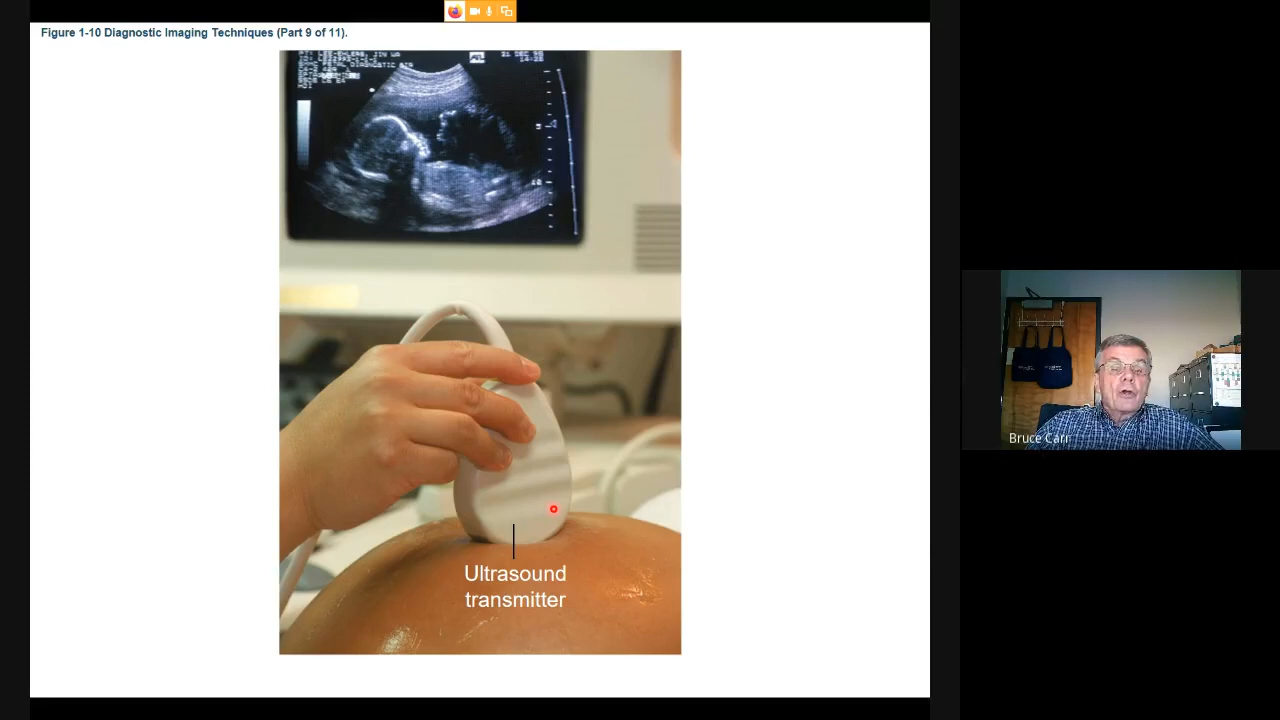 Figure 1-10 Diagnostic Imaging Techniques (Part 9 of 11).
Ultrasound
transmitter
Bruce Carr